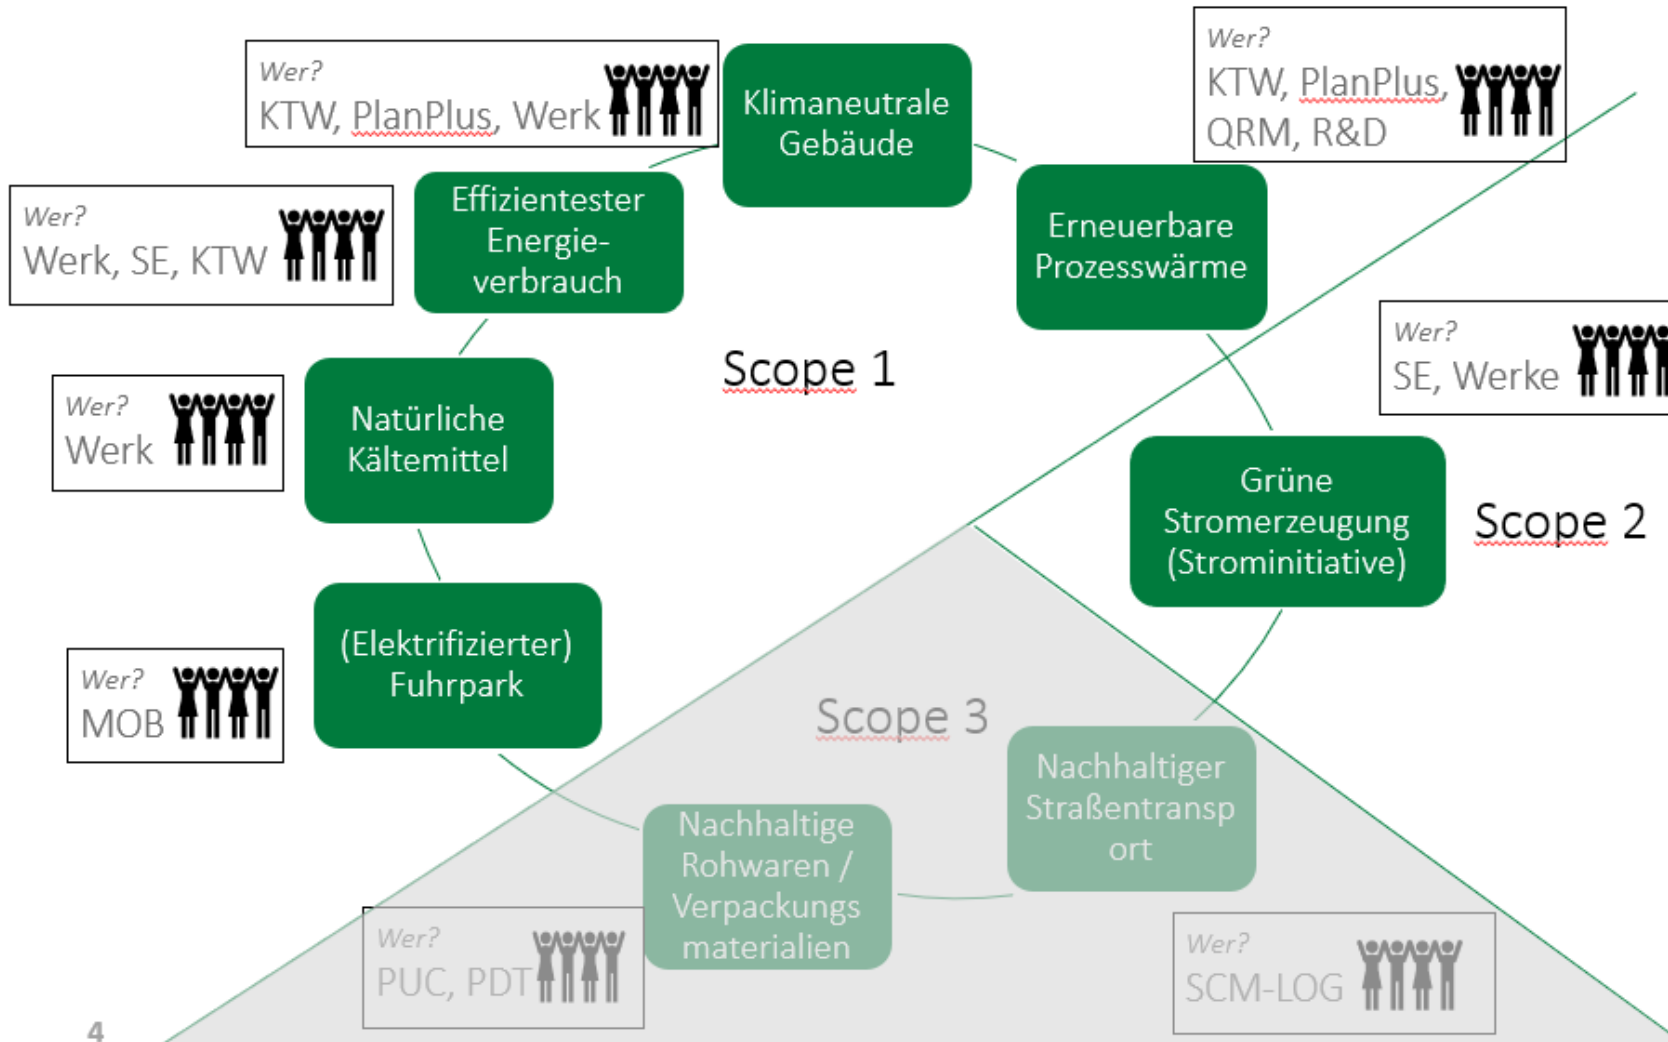 Wer?
KTW, PlanPlus, Werk
Klimaneutrale
Gebäude
Wer?
KTW, PlanPlus,
QRM, R&D
Wer?
Werk, SE, KTW
Effizientester
Energie-
verbrauch
Erneuerbare
Prozesswärme
Scope 1
Wer?
SE, Werke
Wer?
Werk
Natürliche
Kältemittel
Grüne
Stromerzeugung
(Strominitiative)
Scope 2
Wer?
MOB
(Elektrifizierter)
Fuhrpark
Scope 3
Nachhaltiger
Straßentransp
ort
Nachhaltige
Rohwaren /
Verpackungs
materialien
Wer?
PUC, PDT
Wer?
SCM-LOG
4